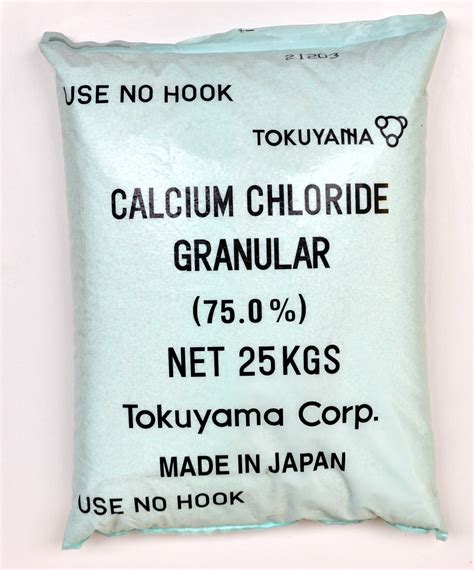 21203
USE NO HOOK
TOKUYAMA
CALCIUM CHLORIDE
GRANULAR
(75.0%)
NET 25KGS
Tokuyama Corp.
MADE IN JAPAN
USE NO HOOK